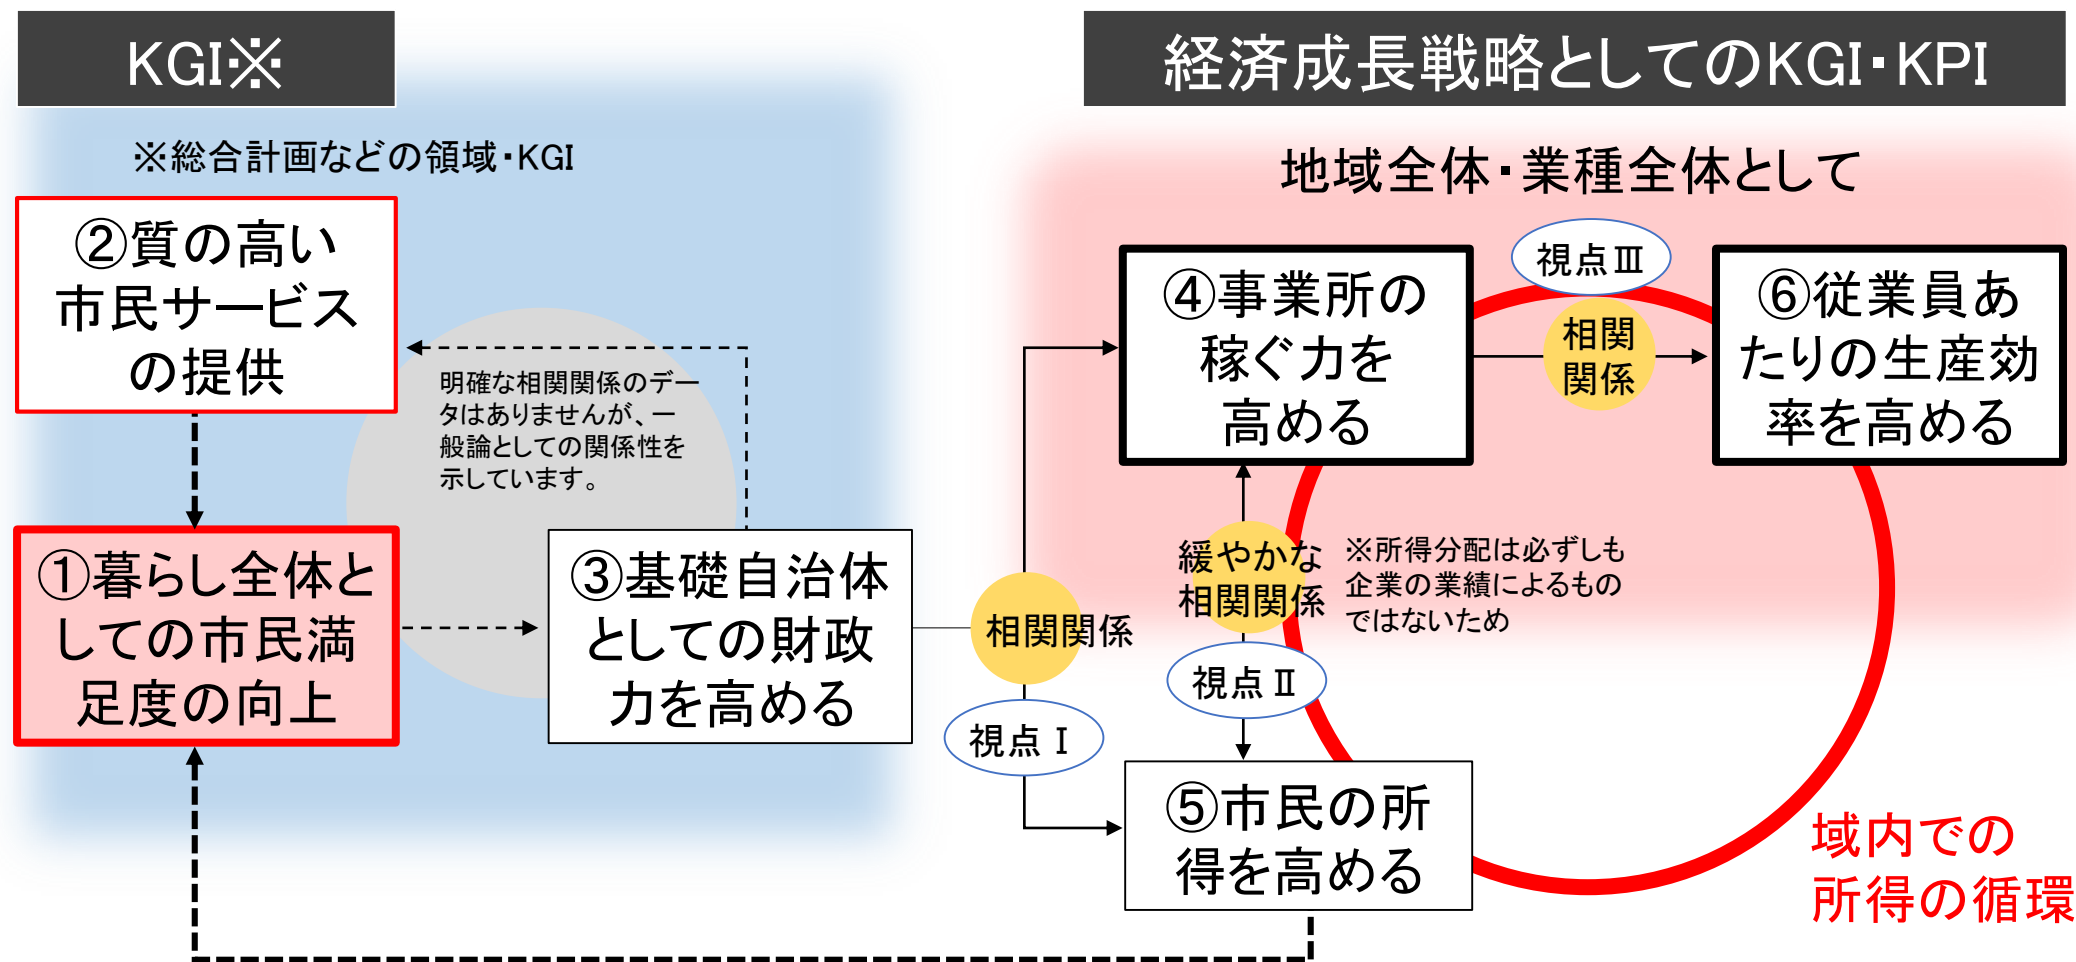 KGI※
※総合計画などの領域・KGI
②質の高い
市民サービス
の提供
明確な相関関係のデー
タはありませんが、一
般論としての関係性を
示しています。
①暮らし全体と
しての市民満
足度の向上
③基礎自治体
としての財政
力を高める
相関関係
視点Ⅰ
経済成長戦略としてのKGI・KPI
地域全体・業種全体として
④事業所の
稼ぐ力を
高める
視点Ⅲ
相関
関係
⑥従業員あ
たりの生産効
率を高める
緩やかな
相関関係
※所得分配は必ずしも
企業の業績によるもの
ではないため
視点Ⅱ
⑤市民の所
得を高める
域内での
所得の循環